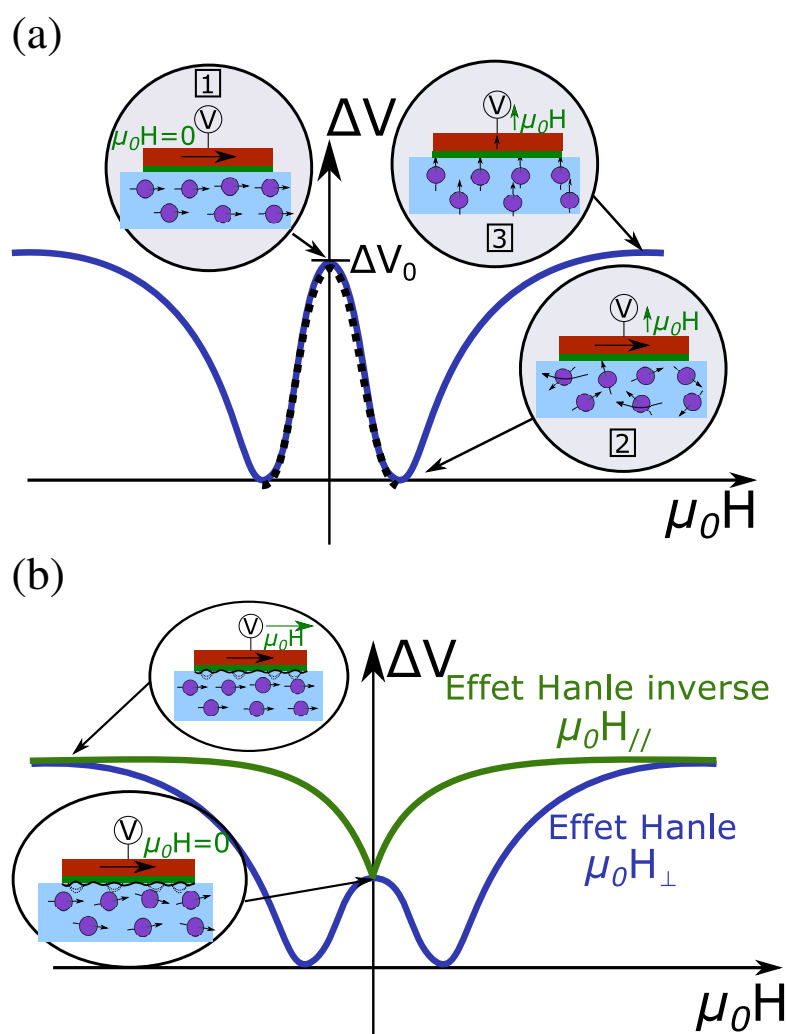 (a)
1
V
μ₀H=0
ΔV
V
μ₀H
3
ΔV₀
V
μ₀H
2
μ₀H
(b)
V
μ₀H
ΔV
Effet Hanle inverse
μ₀H//
V
μ₀H=0
Effet Hanle
μ₀H⊥
μ₀H